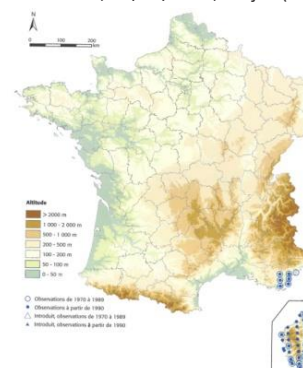 N
0 100 200
km
Altitude
> 2000 m
1 000 - 2 000 m
500 - 1 000 m
200 - 500 m
100 - 200 m
50 - 100 m
0 - 50 m
Observations de 1970 à 1989
Observations à partir de 1990
Introduit, observations de 1970 à 1989
Introduit, observations à partir de 1990